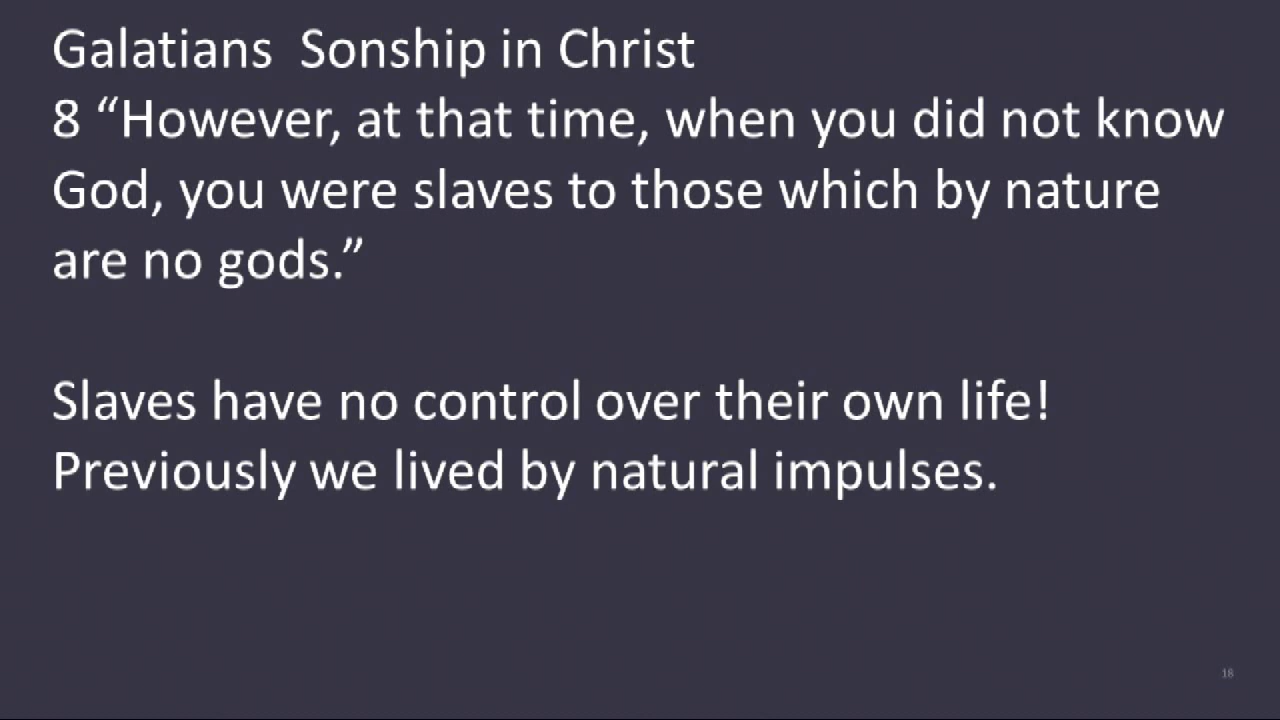 Galatians  Sonship in Christ
8 “However, at that time, when you did not know
God, you were slaves to those which by nature
are no gods.”
Slaves have no control over their own life!
Previously we lived by natural impulses.
18